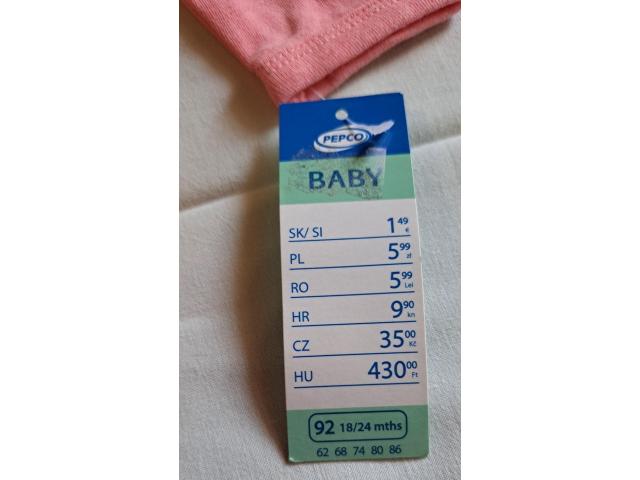 PEPCO
BABY
SK/ SI 1 49 €
PL 5 99 zł
RO 5 99 Lei
HR 9 90 kn
CZ 35 00 Kč
HU 430 00 Ft
92 18/24 mths
62 68 74 80 86